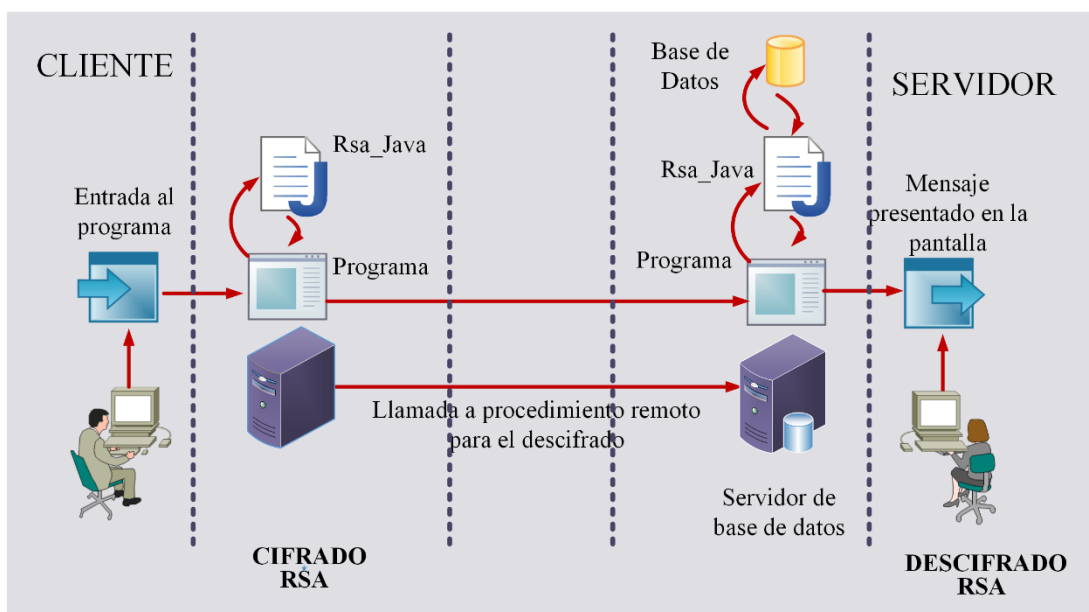 CLIENTE
Entrada al
programa
Rsa_Java
Programa
CIFRADO
RSA
Llamada a procedimiento remoto
para el descifrado
Base de
Datos
Rsa_Java
Programa
Servidor de
base de datos
SERVIDOR
Mensaje
presentado en la
pantalla
DESCIFRADO
RSA